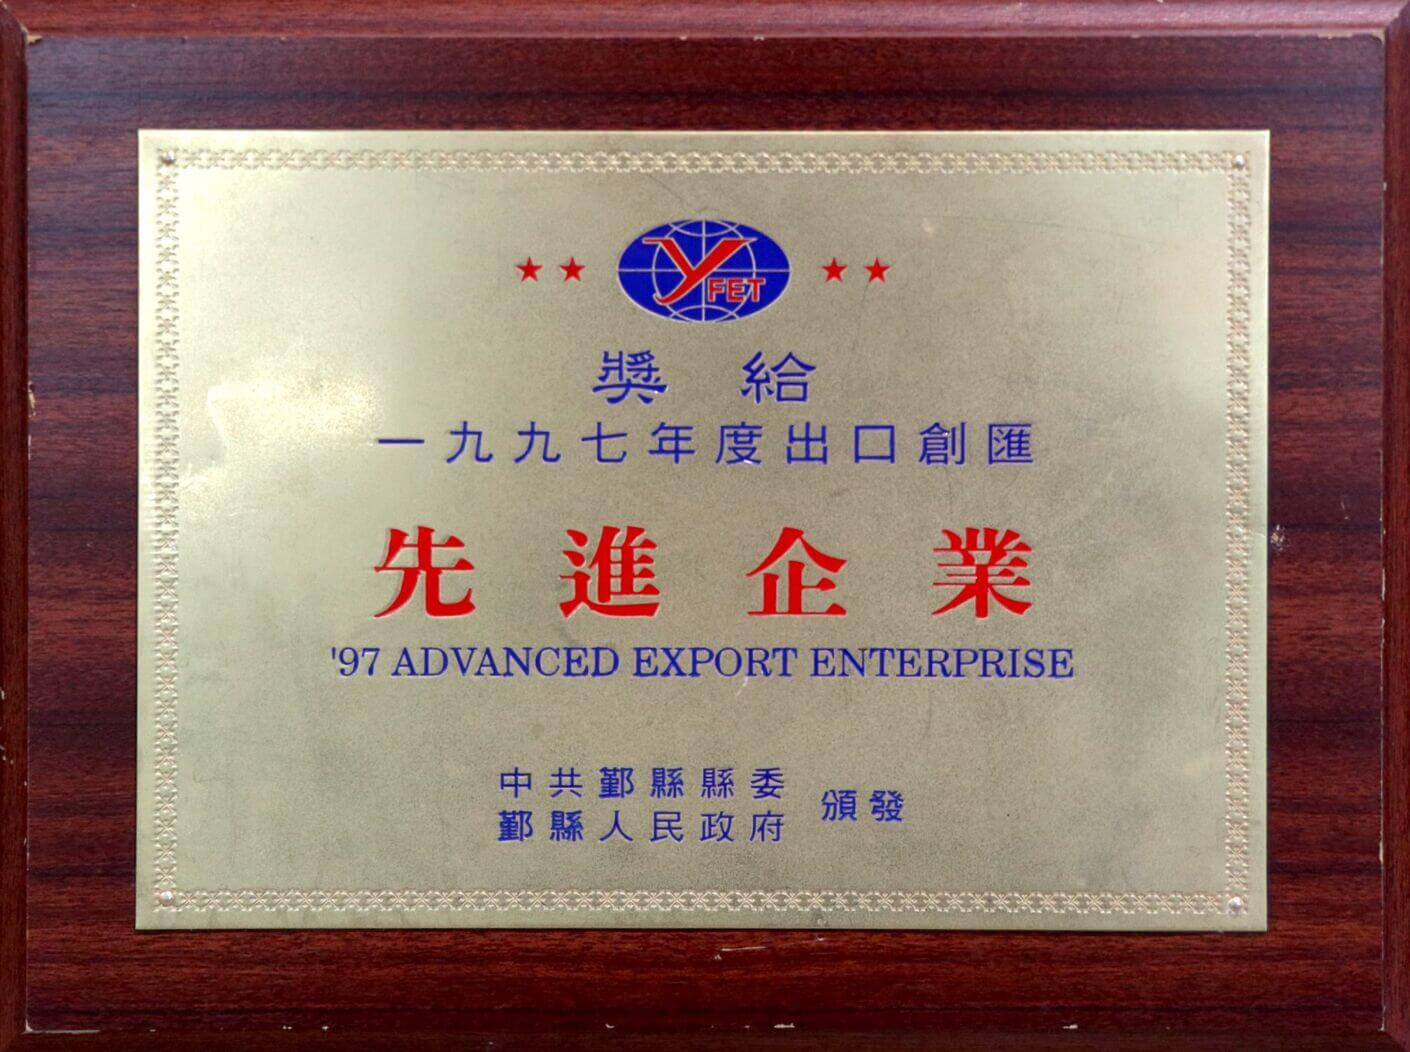 YFET
獎給
一九九七年度出口創匯
先進企業
'97 ADVANCED EXPORT ENTERPRISE
中共鄞縣縣委
鄞縣人民政府 頒發